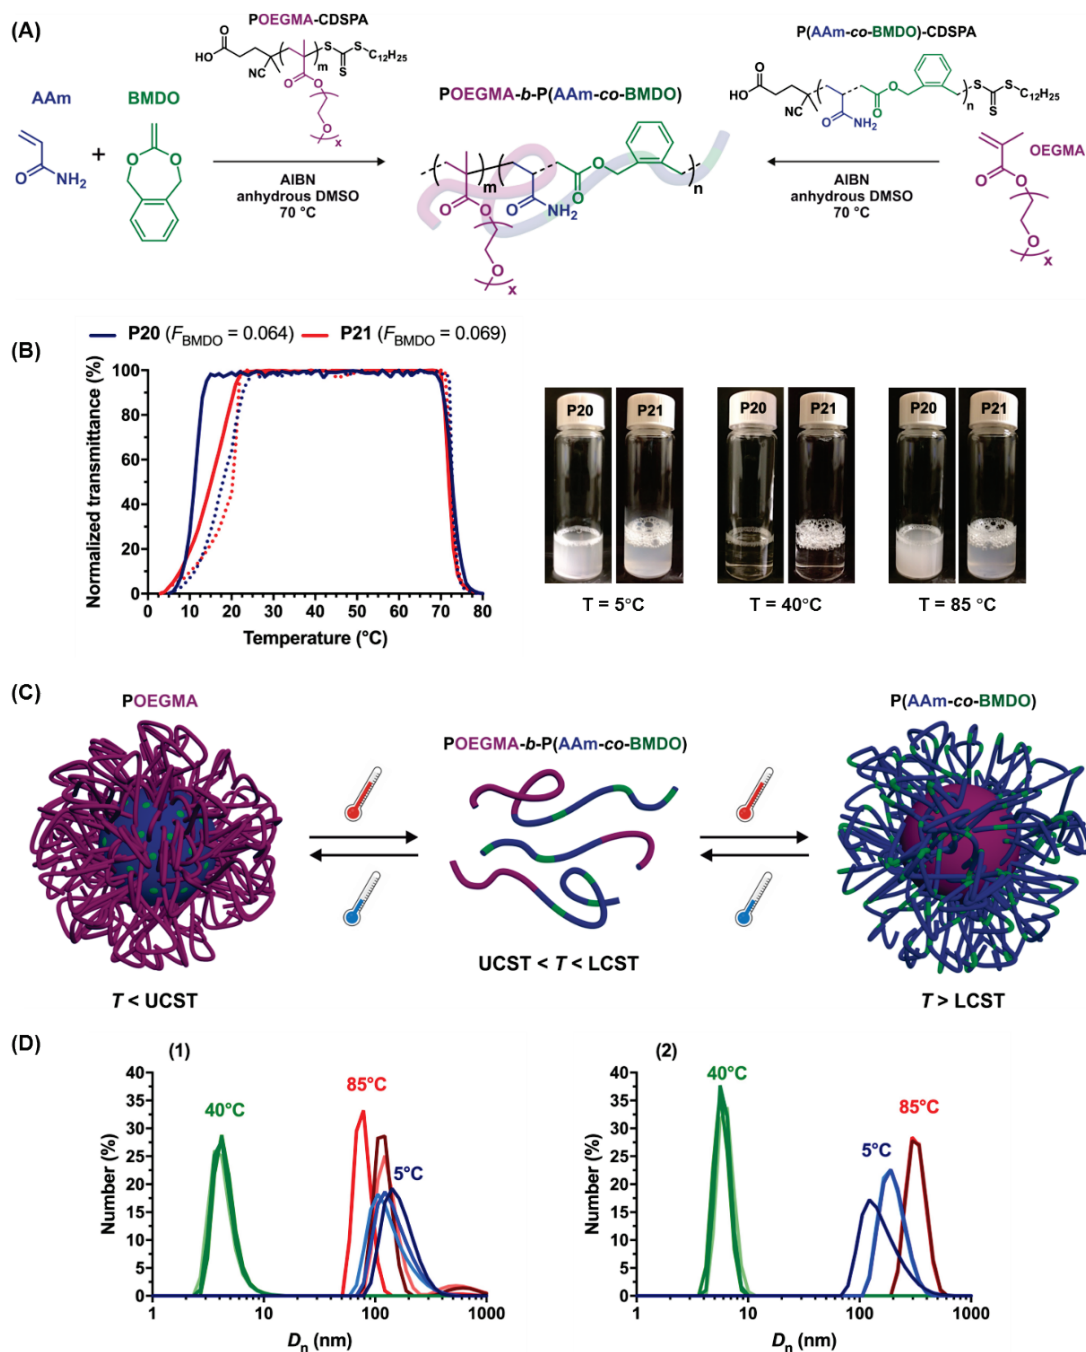 (A)
POEGMA-CDSPA
HO
O
NC
m
O
O
S
S
S
C12H25
O
x
AAm
+
BMDO
O
NH2
O
O
AIBN
anhydrous DMSO
70 °C
POEGMA-b-P(AAm-co-BMDO)
m
n
O
O
O
NH2
O
O
O
x
P(AAm-co-BMDO)-CDSPA
HO
O
NC
O
NH2
O
O
n
S
S
S
C12H25
AIBN
anhydrous DMSO
70 °C
OEGMA
O
O
O
x
(B)
P20 (FBMDO = 0.064)
P21 (FBMDO = 0.069)
Normalized transmittance (%)
100
80
60
40
20
0
0 10 20 30 40 50 60 70 80
Temperature (°C)
P20 P21
T = 5°C
P20 P21
T = 40°C
P20 P21
T = 85 °C
(C)
POEGMA
T < UCST
POEGMA-b-P(AAm-co-BMDO)
UCST < T < LCST
P(AAm-co-BMDO)
T > LCST
(D)
(1)
Number (%)
40
35
30
25
20
15
10
5
0
40°C
85°C
5°C
1 10 100 1000
Dn (nm)
(2)
Number (%)
40
35
30
25
20
15
10
5
0
40°C
5°C
85°C
1 10 100 1000
Dn (nm)